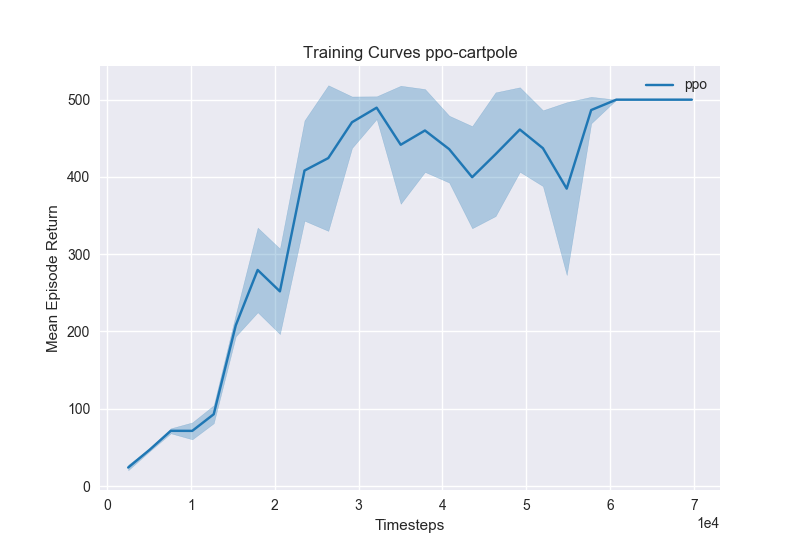 Training Curves ppo-cartpole
ppo
500
400
300
200
100
0
Mean Episode Return
0 1 2 3 4 5 6 7
1e4
Timesteps